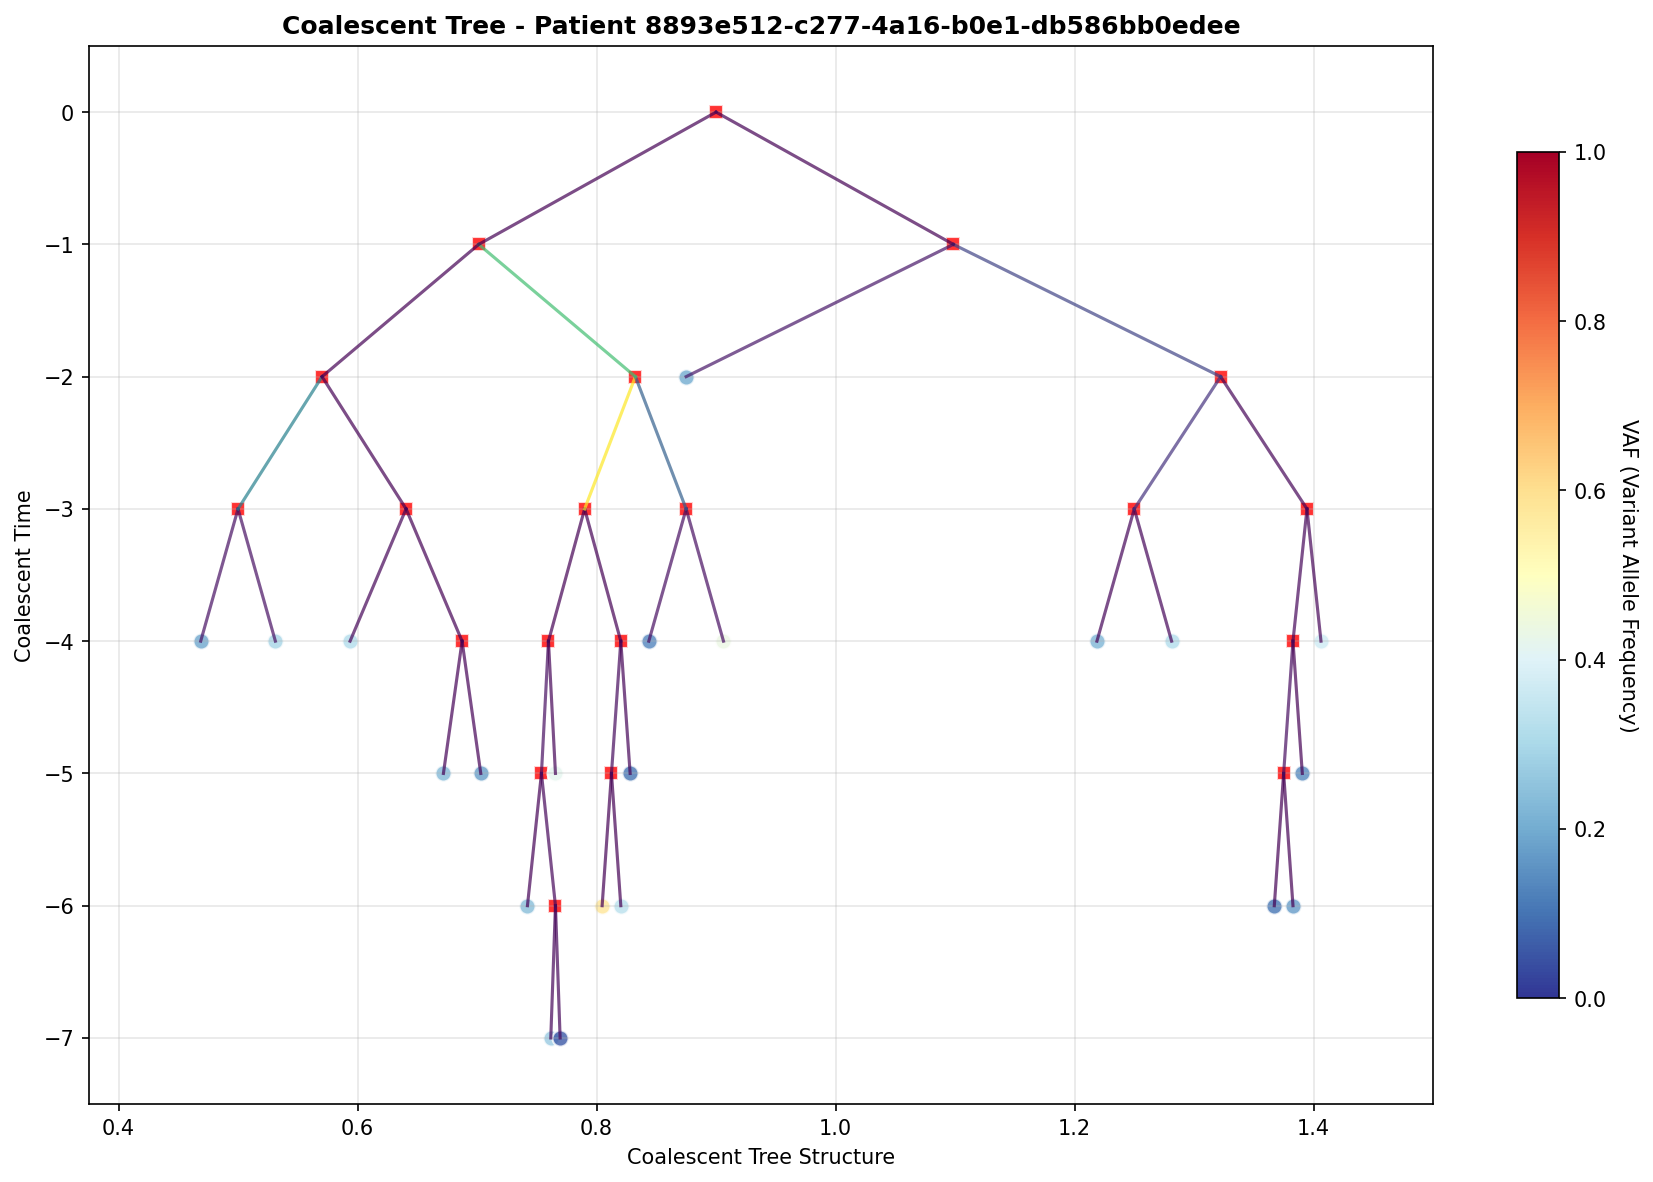 Coalescent Tree - Patient 8893e512-c277-4a16-b0e1-db586bb0edee
0
−1
−2
−3
−4
−5
−6
−7
Coalescent Time
0.4 0.6 0.8 1.0 1.2 1.4
Coalescent Tree Structure
1.0
0.8
0.6
0.4
0.2
0.0
VAF (Variant Allele Frequency)